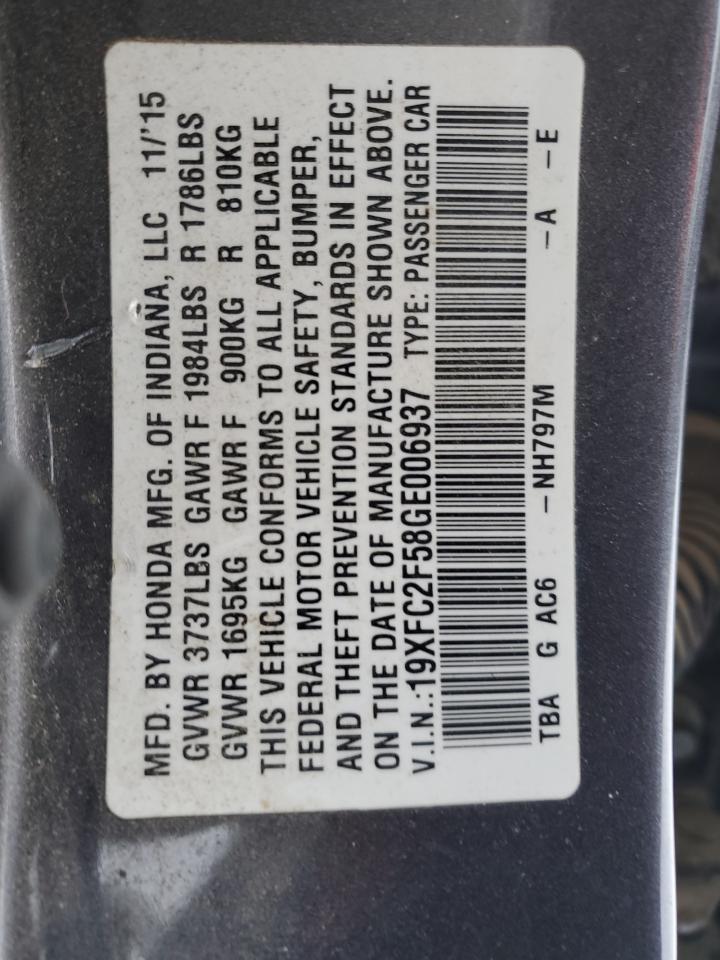 MFD. BY HONDA MFG. OF INDIANA, LLC 11/'15
GVWR 3737LBS GAWR F 1984LBS R 1786LBS
GVWR 1695KG GAWR F 900KG R 810KG
THIS VEHICLE CONFORMS TO ALL APPLICABLE
FEDERAL MOTOR VEHICLE SAFETY, BUMPER,
AND THEFT PREVENTION STANDARDS IN EFFECT
ON THE DATE OF MANUFACTURE SHOWN ABOVE.
V.I.N.:19XFC2F58GE006937 TYPE: PASSENGER CAR
TBA G AC6 -NH797M -A -E